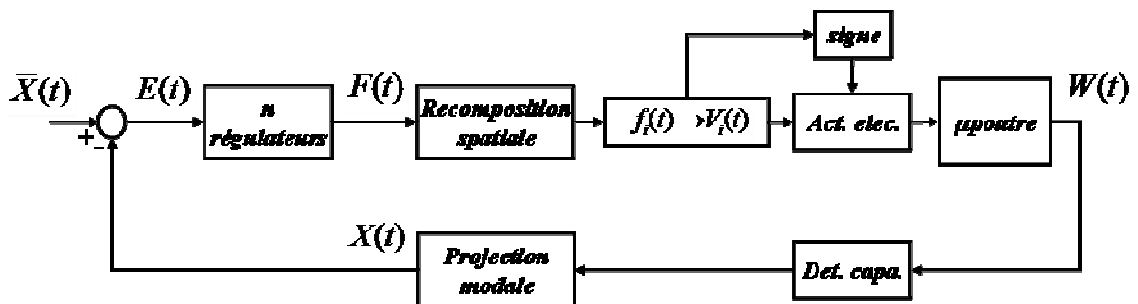 X̅(t)
+
−
E(t)
n
régulateurs
F(t)
Recomposition
spatiale
fᵢ(t) → Vᵢ(t)
signe
Act. elec.
μpoutre
W(t)
Det. capa.
Projection
modale
X(t)